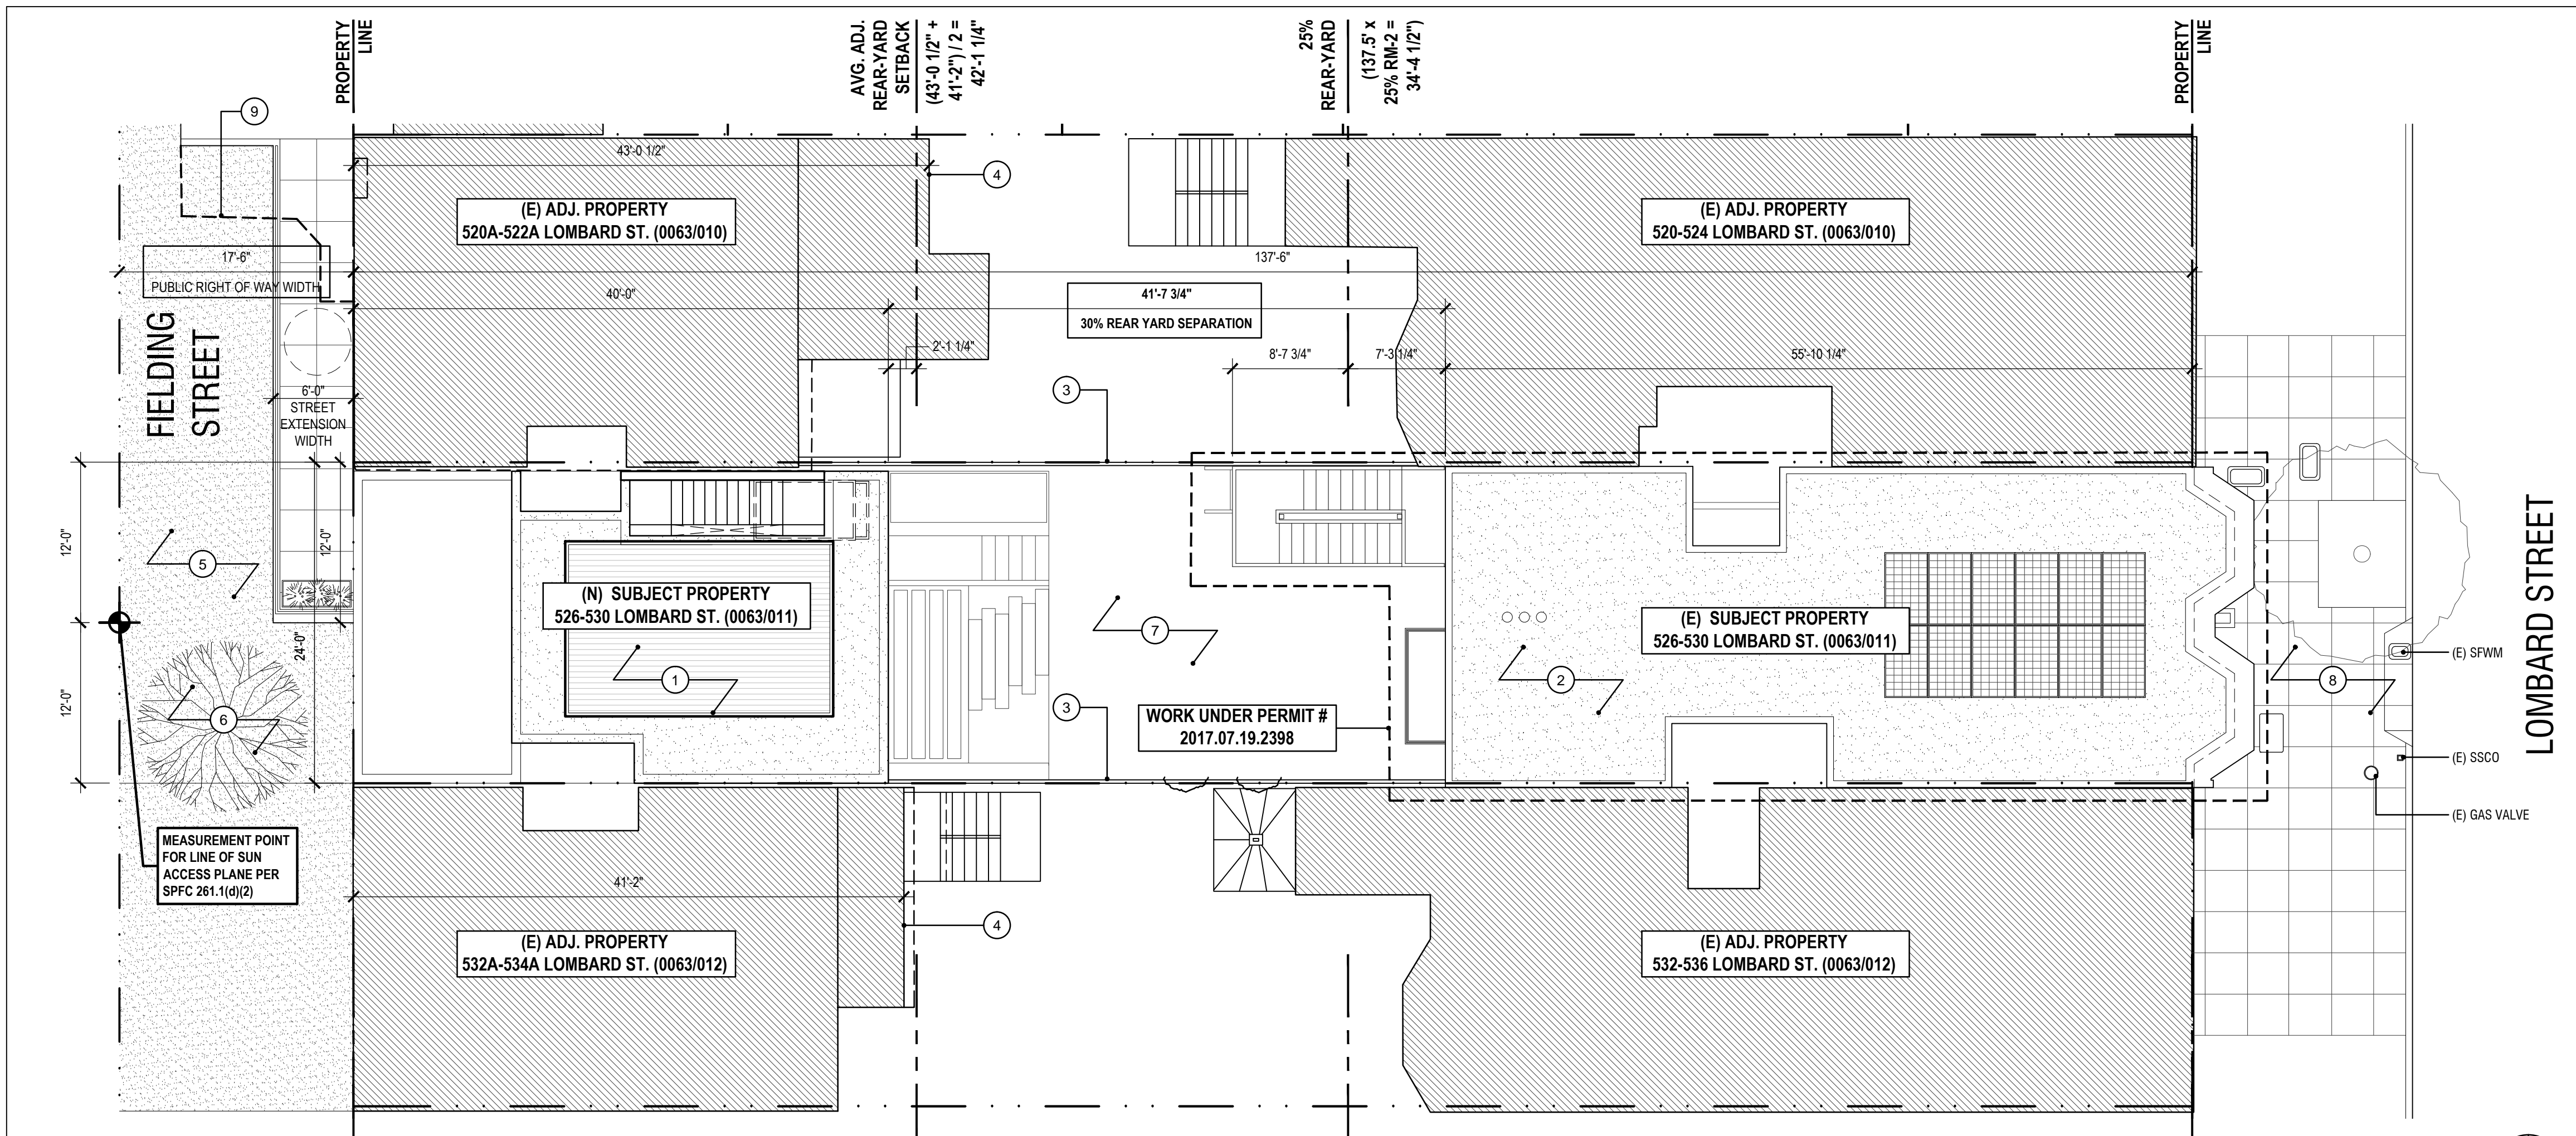 PROPERTY
LINE
AVG. ADJ.
REAR-YARD
SETBACK
(43'-0 1/2" +
41'-2") / 2 =
42'-1 1/4"
25%
REAR-YARD
(137.5' x
25% RM-2 =
34'-4 1/2")
PROPERTY
LINE
9
43'-0 1/2"
4
(E) ADJ. PROPERTY
520A-522A LOMBARD ST. (0063/010)
(E) ADJ. PROPERTY
520-524 LOMBARD ST. (0063/010)
17'-6"
PUBLIC RIGHT OF WAY WIDTH
137'-6"
40'-0"
41'-7 3/4"
30% REAR YARD SEPARATION
2'-1 1/4"
8'-7 3/4"
7'-3 1/4"
55'-10 1/4"
FIELDING
STREET
6'-0"
STREET
EXTENSION
WIDTH
3
12'-0"
12'-0"
5
(N) SUBJECT PROPERTY
526-530 LOMBARD ST. (0063/011)
(E) SUBJECT PROPERTY
526-530 LOMBARD ST. (0063/011)
LOMBARD STREET
7
24'-0"
1
2
8
(E) SFWM
12'-0"
6
3
WORK UNDER PERMIT #
2017.07.19.2398
(E) SSCO
(E) GAS VALVE
MEASUREMENT POINT
FOR LINE OF SUN
ACCESS PLANE PER
SPFC 261.1(d)(2)
41'-2"
4
(E) ADJ. PROPERTY
532A-534A LOMBARD ST. (0063/012)
(E) ADJ. PROPERTY
532-536 LOMBARD ST. (0063/012)